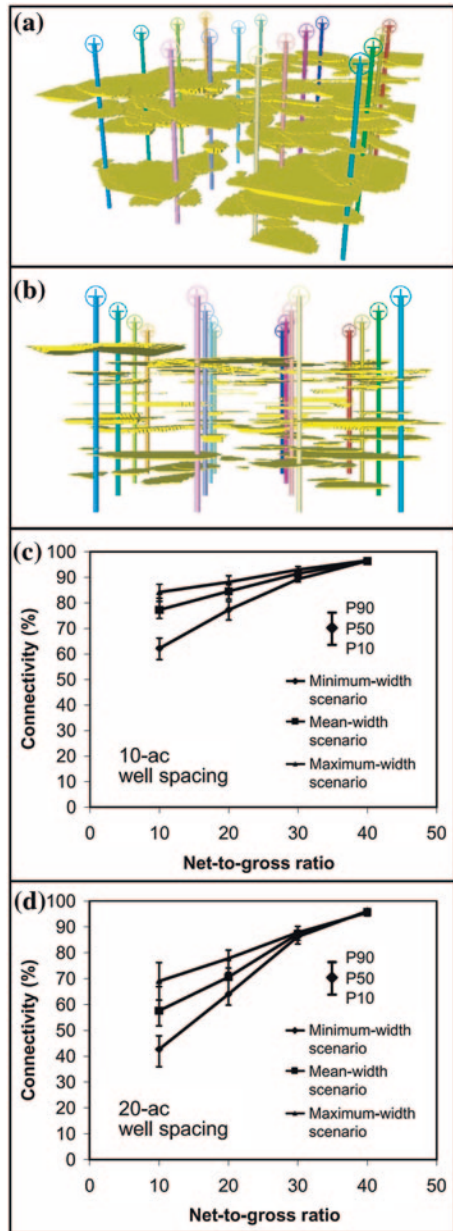 (a)
(b)
(c)
100
90
80
70
60
50
40
30
20
10
0
Connectivity (%)
P90
P50
P10
Minimum-width
scenario
Mean-width
scenario
Maximum-width
scenario
10-ac
well spacing
0
10
20
30
40
50
Net-to-gross ratio
(d)
100
90
80
70
60
50
40
30
20
10
0
Connectivity (%)
P90
P50
P10
Minimum-width
scenario
Mean-width
scenario
Maximum-width
scenario
20-ac
well spacing
0
10
20
30
40
50
Net-to-gross ratio